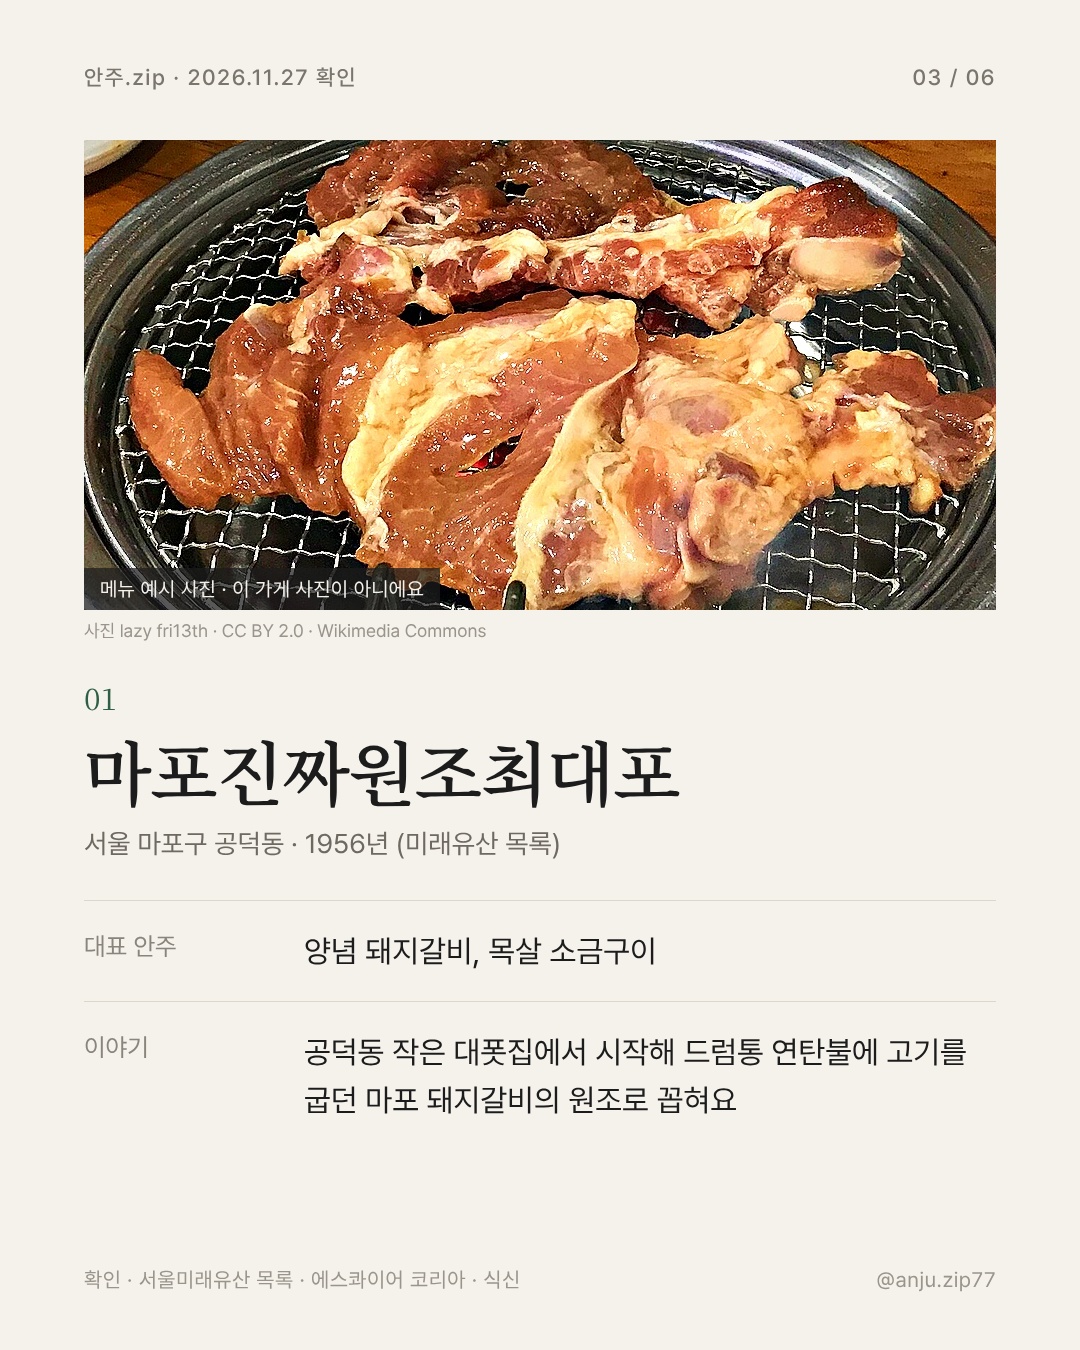 안주.zip · 2026.11.27 확인
03 / 06
메뉴 예시 사진 · 이 가게 사진이 아니에요
사진 lazy fri13th · CC BY 2.0 · Wikimedia Commons
01
마포진짜원조최대포
서울 마포구 공덕동 · 1956년 (미래유산 목록)
대표 안주
양념 돼지갈비, 목살 소금구이
이야기
공덕동 작은 대폿집에서 시작해 드럼통 연탄불에 고기를
굽던 마포 돼지갈비의 원조로 꼽혀요
확인 · 서울미래유산 목록 · 에스콰이어 코리아 · 식신
@anju.zip77